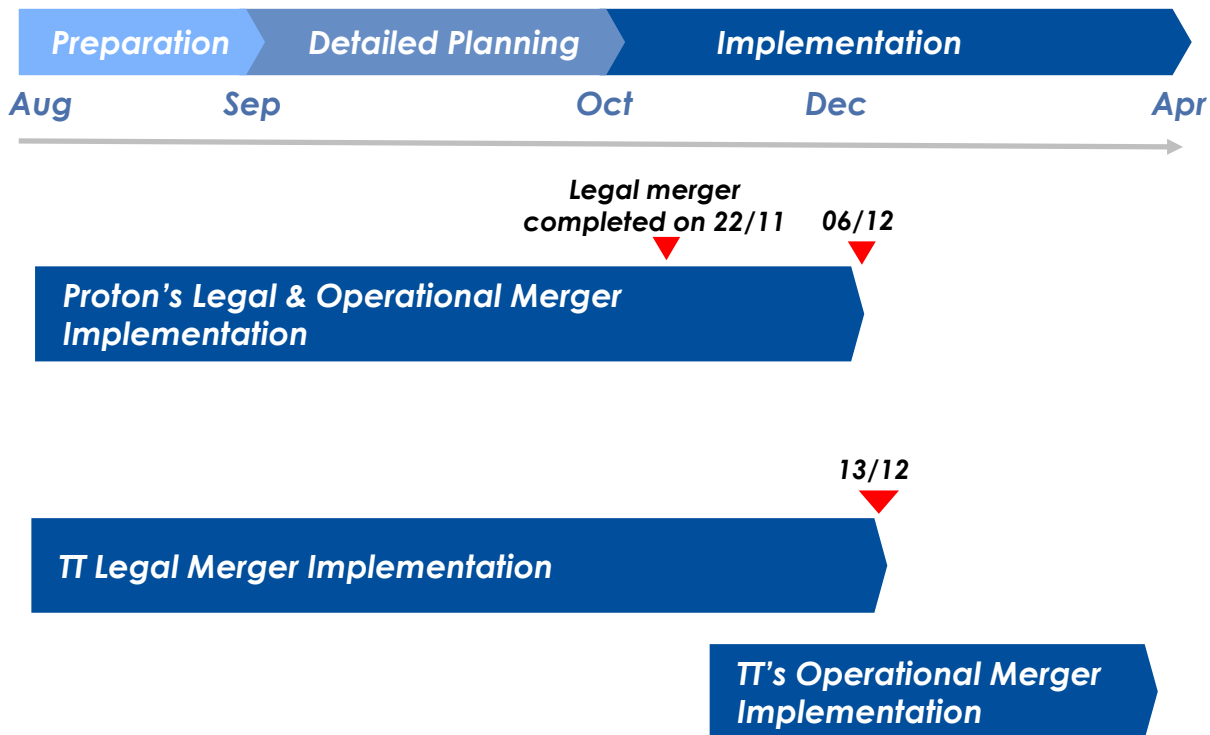 Preparation
Detailed Planning
Implementation
Aug
Sep
Oct
Dec
Apr
Legal merger
completed on 22/11
06/12
Proton’s Legal & Operational Merger
Implementation
13/12
TT Legal Merger Implementation
TT’s Operational Merger
Implementation